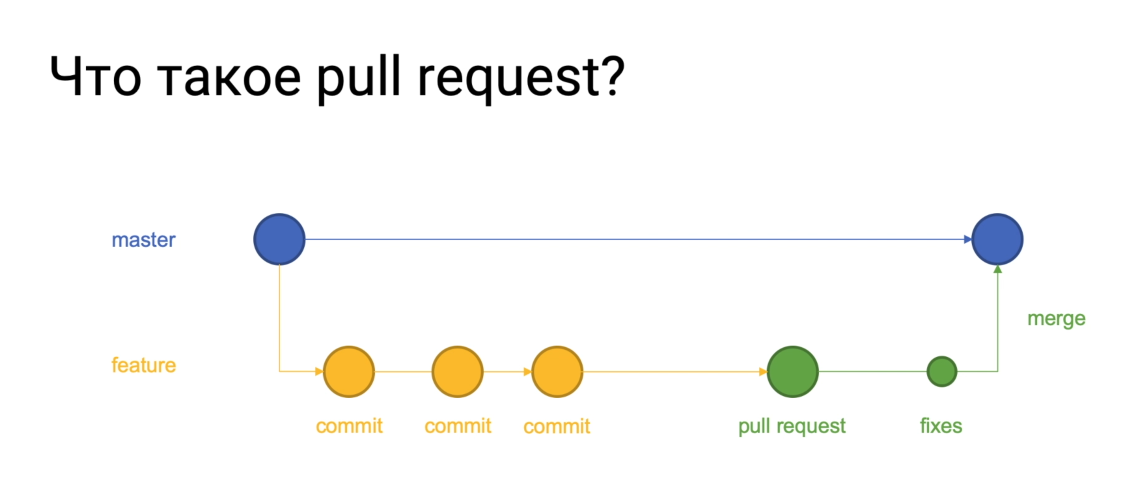 Что такое pull request?
master
merge
feature
commit
commit
commit
pull request
fixes